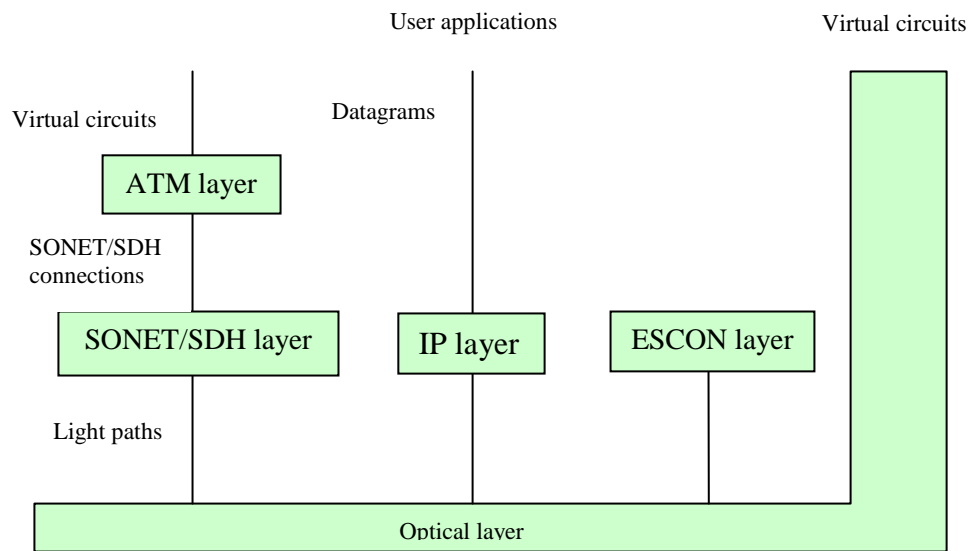 User applications
Virtual circuits
Virtual circuits
Datagrams
ATM layer
SONET/SDH
connections
SONET/SDH layer
IP layer
ESCON layer
Light paths
Optical layer